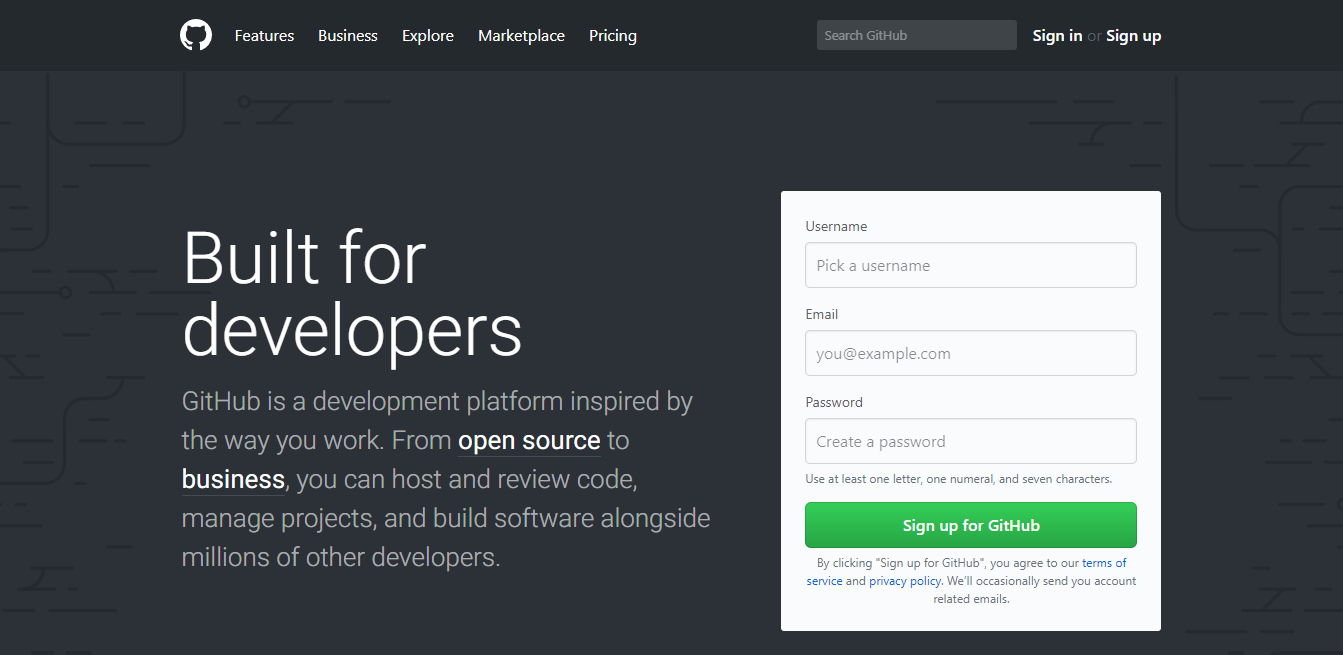 Features Business Explore Marketplace Pricing Search GitHub Sign in or Sign up
Built for
developers
GitHub is a development platform inspired by
the way you work. From open source to
business, you can host and review code,
manage projects, and build software alongside
millions of other developers.
Username
Pick a username
Email
you@example.com
Password
Create a password
Use at least one letter, one numeral, and seven characters.
Sign up for GitHub
By clicking "Sign up for GitHub", you agree to our terms of
service and privacy policy. We'll occasionally send you account
related emails.